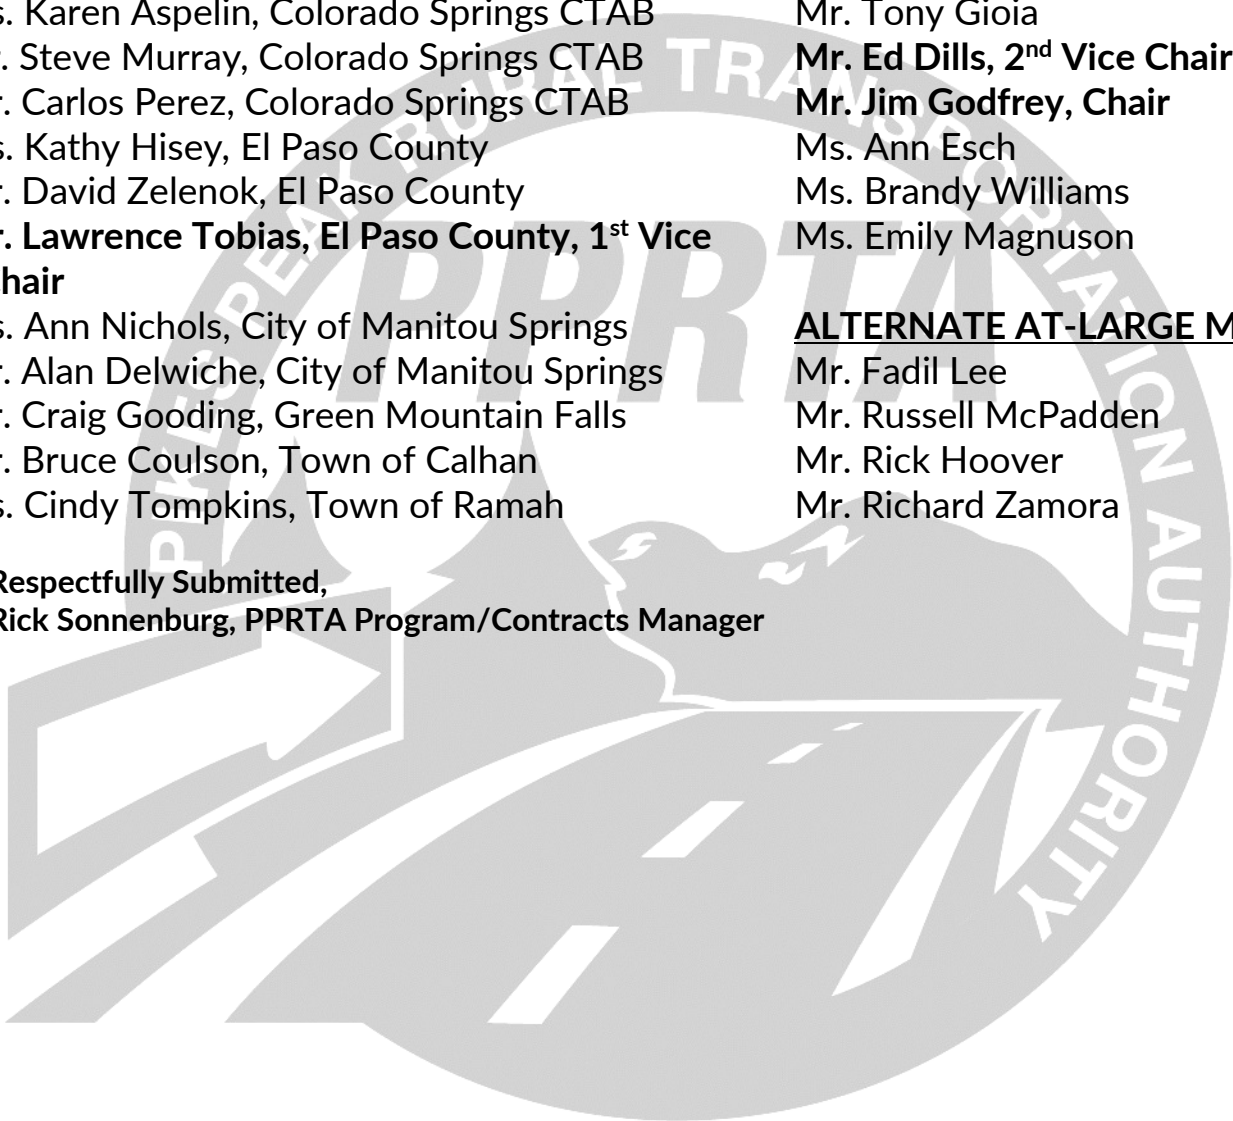 s. Karen Aspelin, Colorado Springs CTAB
r. Steve Murray, Colorado Springs CTAB
r. Carlos Perez, Colorado Springs CTAB
s. Kathy Hisey, El Paso County
r. David Zelenok, El Paso County
r. Lawrence Tobias, El Paso County, 1st Vice
hair
s. Ann Nichols, City of Manitou Springs
r. Alan Delwiche, City of Manitou Springs
r. Craig Gooding, Green Mountain Falls
r. Bruce Coulson, Town of Calhan
s. Cindy Tompkins, Town of Ramah
Respectfully Submitted,
Rick Sonnenburg, PPRTA Program/Contracts Manager
Mr. Tony Gioia
Mr. Ed Dills, 2nd Vice Chair
Mr. Jim Godfrey, Chair
Ms. Ann Esch
Ms. Brandy Williams
Ms. Emily Magnuson
ALTERNATE AT-LARGE M
Mr. Fadil Lee
Mr. Russell McPadden
Mr. Rick Hoover
Mr. Richard Zamora
PIKES PEAK RURAL TRANSPORTATION AUTHORITY
PPRTA